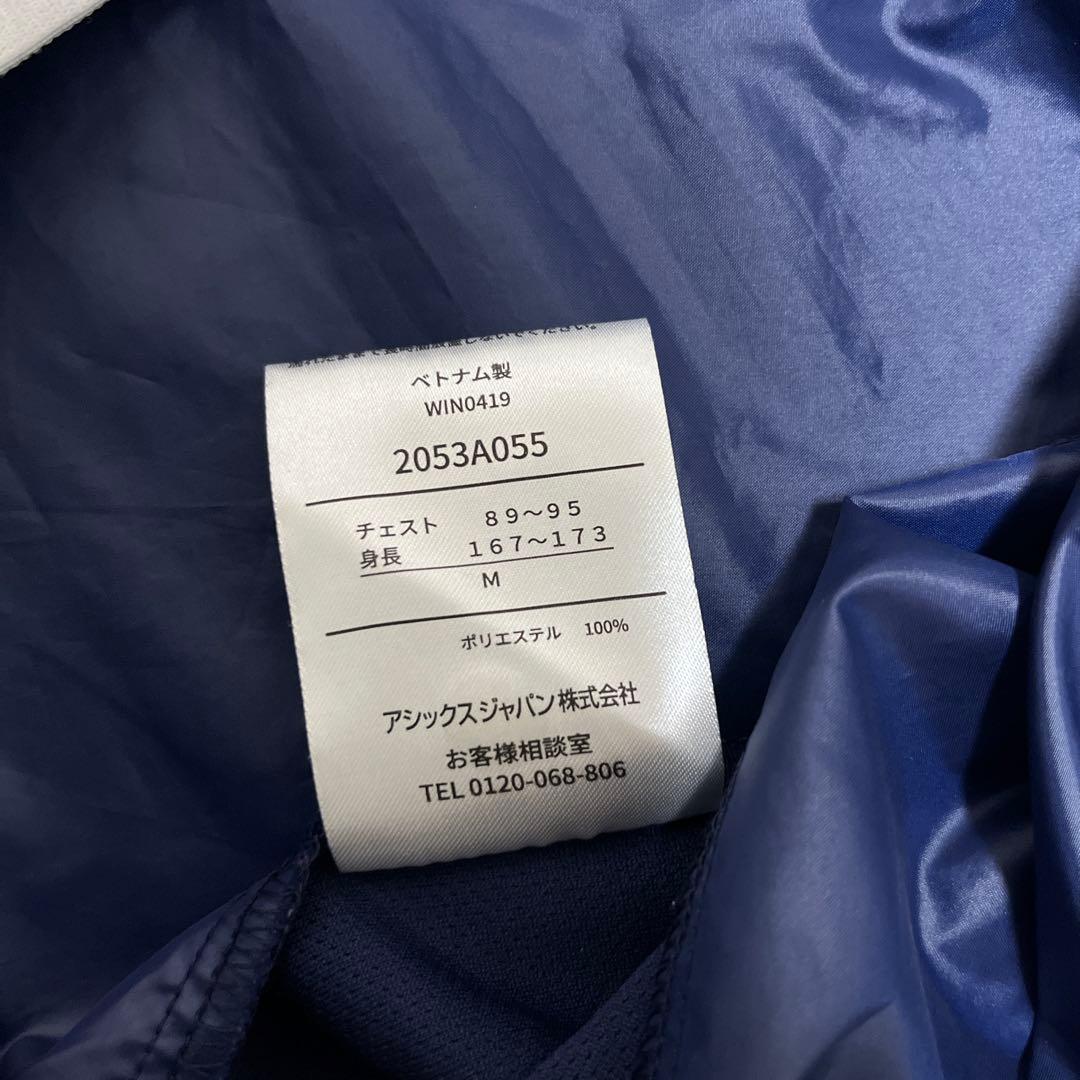 ベトナム製
WIN0419
2053A055
チェスト 89～95
身長 167～173
M
ポリエステル 100%
アシックスジャパン株式会社
お客様相談室
TEL 0120-068-806